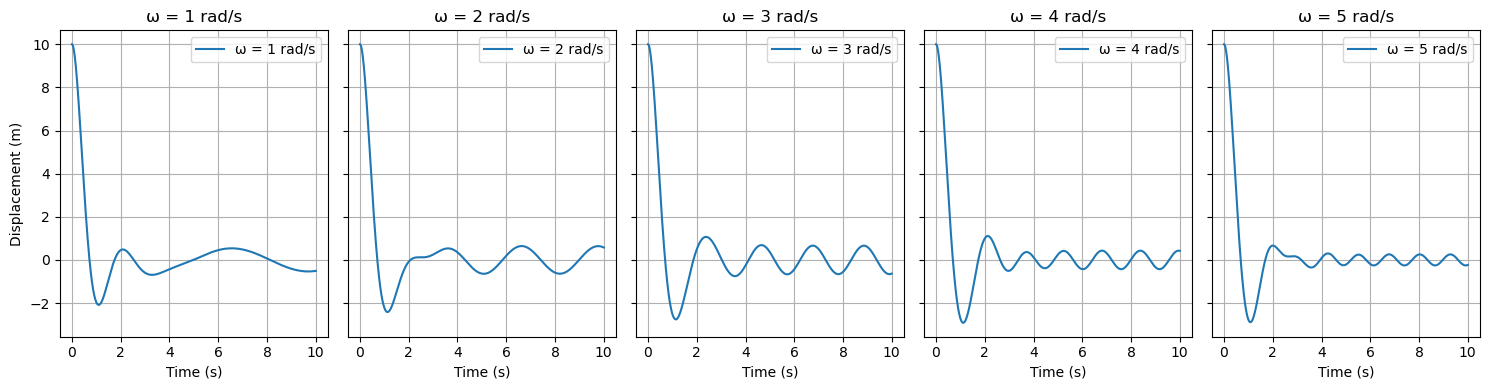 ω = 1 rad/s
ω = 2 rad/s
ω = 3 rad/s
ω = 4 rad/s
ω = 5 rad/s
ω = 1 rad/s
ω = 2 rad/s
ω = 3 rad/s
ω = 4 rad/s
ω = 5 rad/s
Displacement (m)
10
8
6
4
2
0
−2
0 2 4 6 8 10
0 2 4 6 8 10
0 2 4 6 8 10
0 2 4 6 8 10
0 2 4 6 8 10
Time (s)
Time (s)
Time (s)
Time (s)
Time (s)